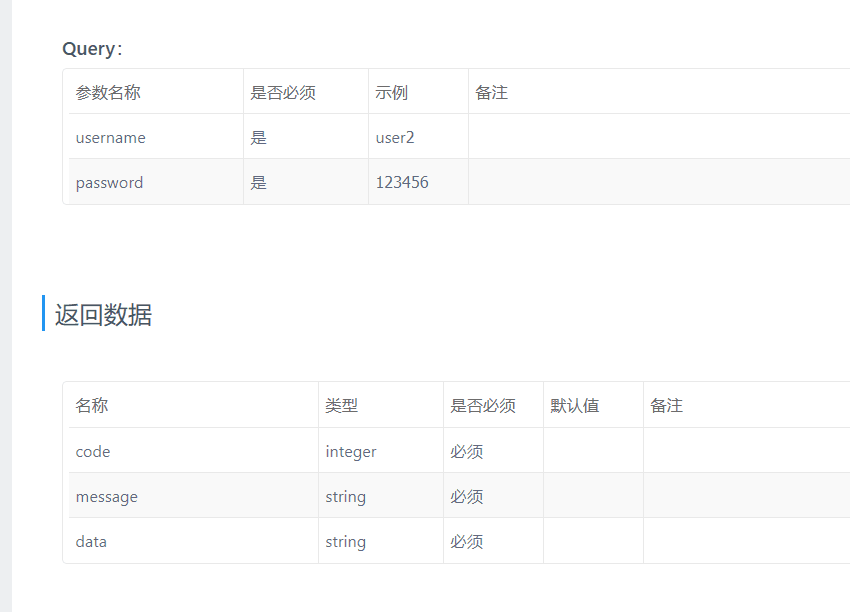 Query：
参数名称 是否必须 示例 备注
username 是 user2
password 是 123456
返回数据
名称 类型 是否必须 默认值 备注
code integer 必须
message string 必须
data string 必须